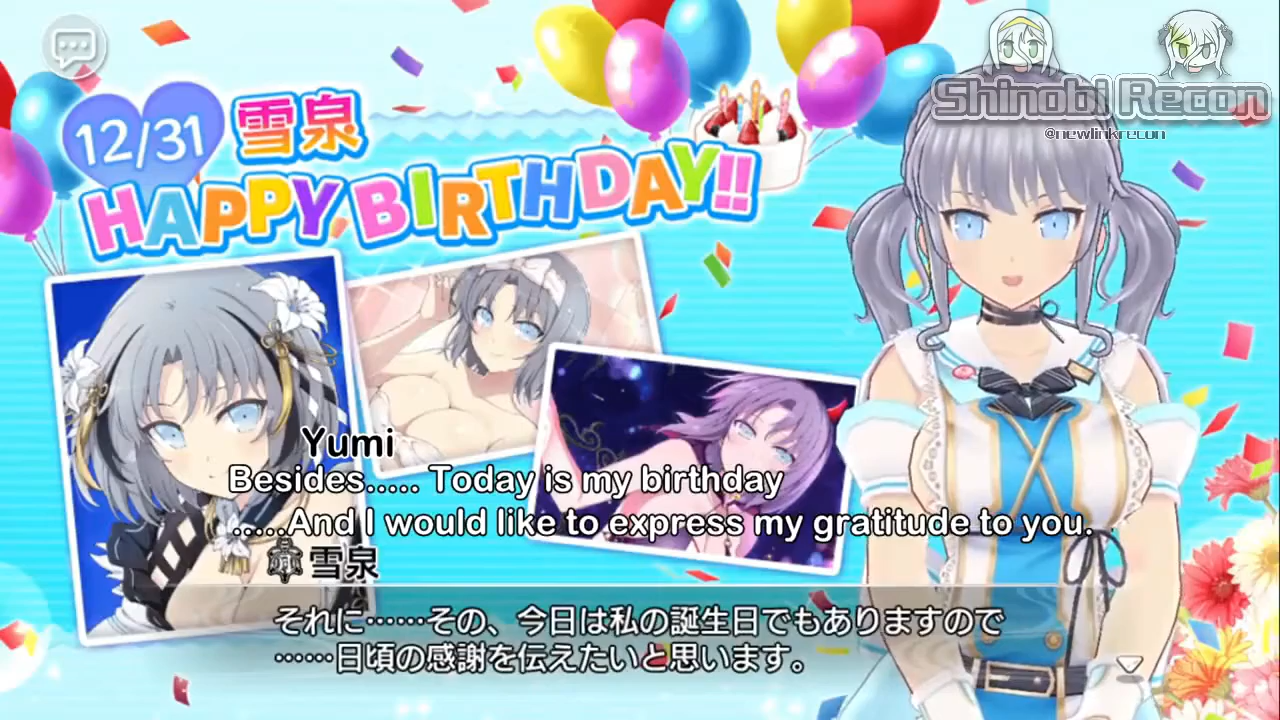 Shinobi Recon
@newlinkrecon
12/31 雪泉
HAPPY BIRTHDAY!!
Yumi
Besides..... Today is my birthday
.....And I would like to express my gratitude to you.
雪泉
それに……その、今日は私の誕生日でもありますので
……日頃の感謝を伝えたいと思います。